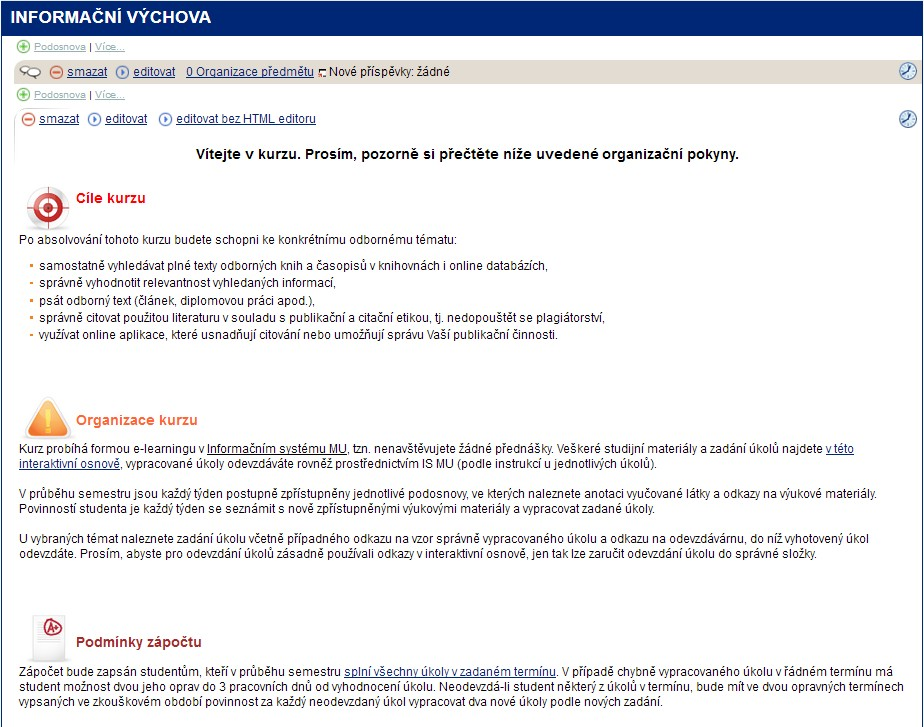 INFORMAČNÍ VÝCHOVA
Podosnova | Více...
smazat editovat 0 Organizace předmětu Nové příspěvky: žádné
Podosnova | Více...
smazat editovat editovat bez HTML editoru
Vítejte v kurzu. Prosím, pozorně si přečtěte níže uvedené organizační pokyny.
Cíle kurzu
Po absolvování tohoto kurzu budete schopni ke konkrétnímu odbornému tématu:
samostatně vyhledávat plné texty odborných knih a časopisů v knihovnách i online databázích,
správně vyhodnotit relevantnost vyhledaných informací,
psát odborný text (článek, diplomovou práci apod.),
správně citovat použitou literaturu v souladu s publikační a citační etikou, tj. nedopouštět se plagiátorství,
využívat online aplikace, které usnadňují citování nebo umožňují správu Vaší publikační činnosti.
Organizace kurzu
Kurz probíhá formou e-learningu v Informačním systému MU, tzn. nenavštěvujete žádné přednášky. Veškeré studijní materiály a zadání úkolů najdete v této
interaktivní osnově, vypracované úkoly odevzdáváte rovněž prostřednictvím IS MU (podle instrukcí u jednotlivých úkolů).
V průběhu semestru jsou každý týden postupně zpřístupněny jednotlivé podosnovy, ve kterých naleznete anotaci vyučované látky a odkazy na výukové materiály.
Povinností studenta je každý týden se seznámit s nově zpřístupněnými výukovými materiály a vypracovat zadané úkoly.
U vybraných témat naleznete zadání úkolu včetně případného odkazu na vzor správně vypracovaného úkolu a odkazu na odevzdávárnu, do níž vyhotovený úkol
odevzdáte. Prosím, abyste pro odevzdání úkolů zásadně používali odkazy v interaktivní osnově, jen tak lze zaručit odevzdání úkolu do správné složky.
A+
Podmínky zápočtu
Zápočet bude zapsán studentům, kteří v průběhu semestru splní všechny úkoly v zadaném termínu. V případě chybně vypracovaného úkolu v řádném termínu má
student možnost dvou jeho oprav do 3 pracovních dnů od vyhodnocení úkolu. Neodevzdá-li student některý z úkolů v termínu, bude mít ve dvou opravných termínech
vypsaných ve zkouškovém období povinnost za každý neodevzdaný úkol vypracovat dva nové úkoly podle nových zadání.